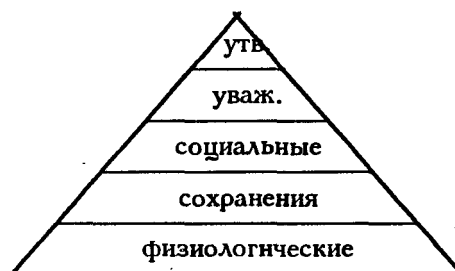 утв.
уваж.
социальные
сохранения
физиологические